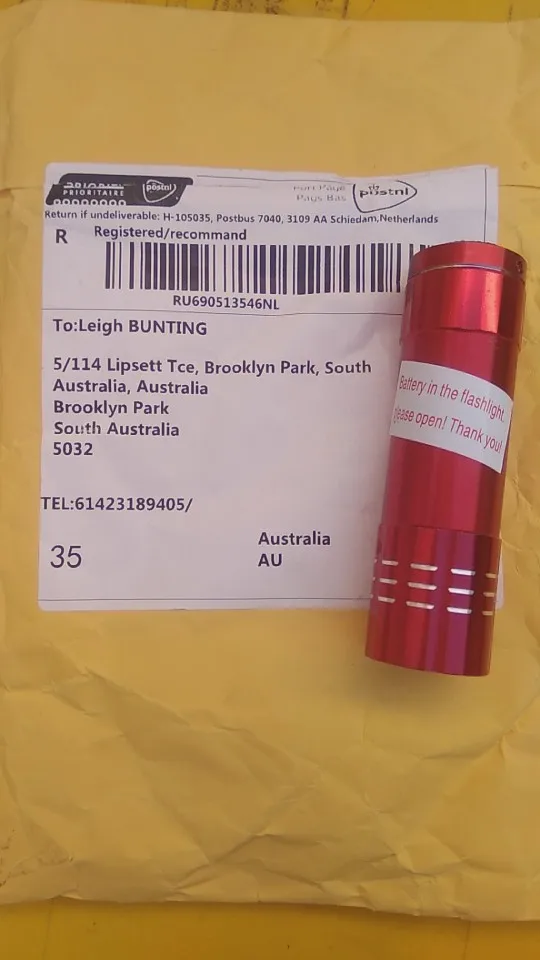 PRIORITY
PRIORITAIRE
postnl
Port Payé
Pays Bas
postnl
Return if undeliverable: H-105035, Postbus 7040, 3109 AA Schiedam,Netherlands
R Registered/recommand
RU690513546NL
To:Leigh BUNTING
5/114 Lipsett Tce, Brooklyn Park, South
Australia, Australia
Brooklyn Park
South Australia
5032
TEL:61423189405/
35
Australia
AU
Battery in the flashlight,
please open! Thank you!